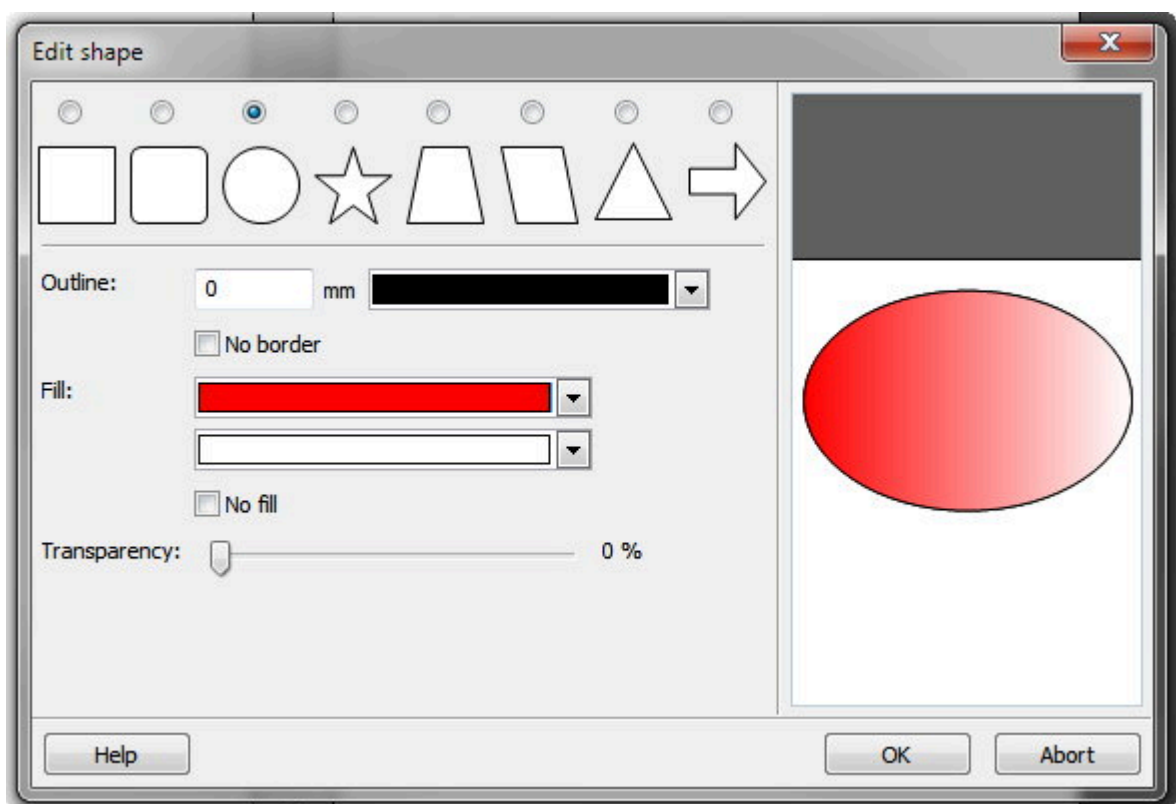 Edit shape
Outline:
0
mm
No border
Fill:
No fill
Transparency:
0 %
Help
OK
Abort